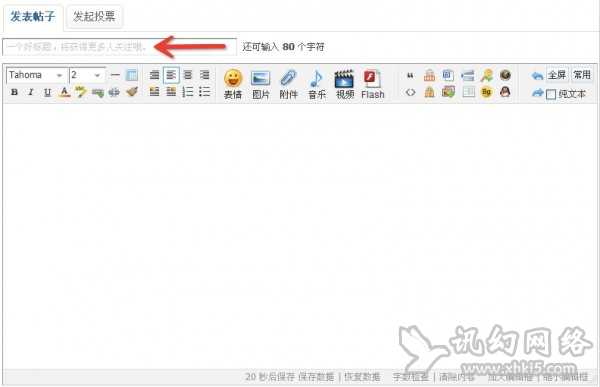 发表帖子 发起投票
一个好标题，将获得更多人关注哦。 还可输入 80 个字符
Tahoma 2 全屏 常用
B I U A 表情 图片 附件 音乐 视频 Flash Bg 纯文本
讯幻网络
www.xhkj5.com
20 秒后保存 保存数据 | 恢复数据 字数检查 | 清除内容 加大编辑框 | 缩小编辑框